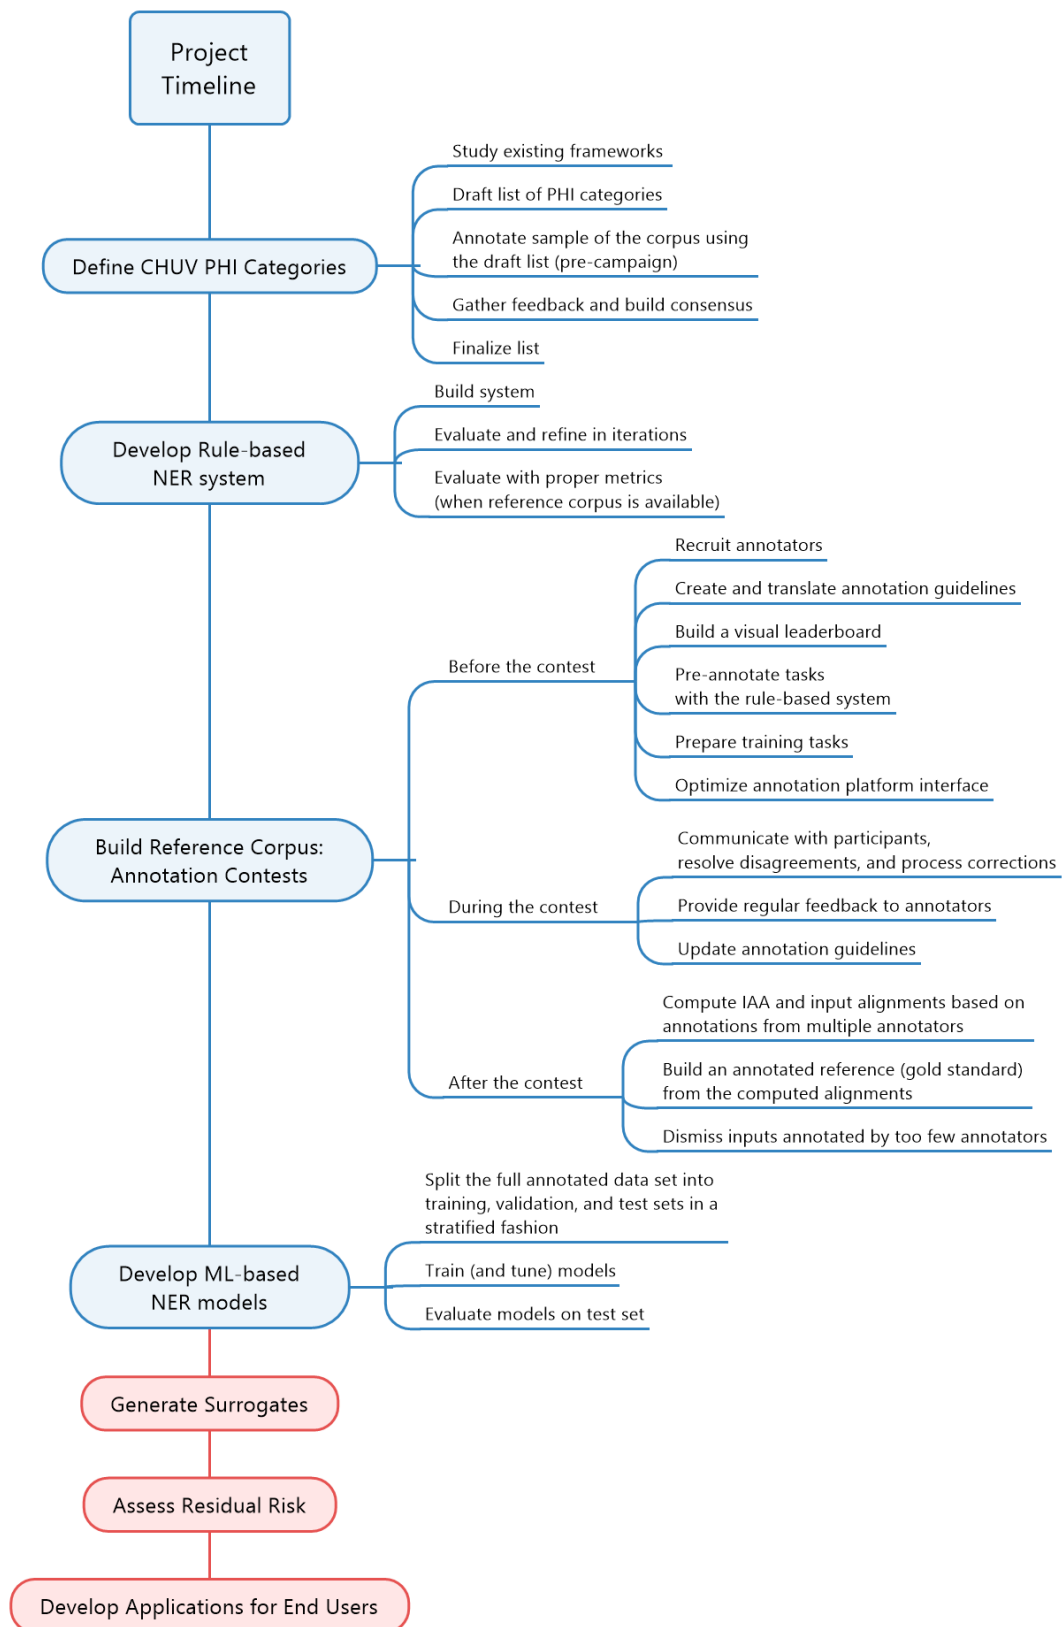 Project
Timeline
Define CHUV PHI Categories
Study existing frameworks
Draft list of PHI categories
Annotate sample of the corpus using
the draft list (pre-campaign)
Gather feedback and build consensus
Finalize list
Develop Rule-based
NER system
Build system
Evaluate and refine in iterations
Evaluate with proper metrics
(when reference corpus is available)
Build Reference Corpus:
Annotation Contests
Before the contest
Recruit annotators
Create and translate annotation guidelines
Build a visual leaderboard
Pre-annotate tasks
with the rule-based system
Prepare training tasks
Optimize annotation platform interface
During the contest
Communicate with participants,
resolve disagreements, and process corrections
Provide regular feedback to annotators
Update annotation guidelines
After the contest
Compute IAA and input alignments based on
annotations from multiple annotators
Build an annotated reference (gold standard)
from the computed alignments
Dismiss inputs annotated by too few annotators
Develop ML-based
NER models
Split the full annotated data set into
training, validation, and test sets in a
stratified fashion
Train (and tune) models
Evaluate models on test set
Generate Surrogates
Assess Residual Risk
Develop Applications for End Users